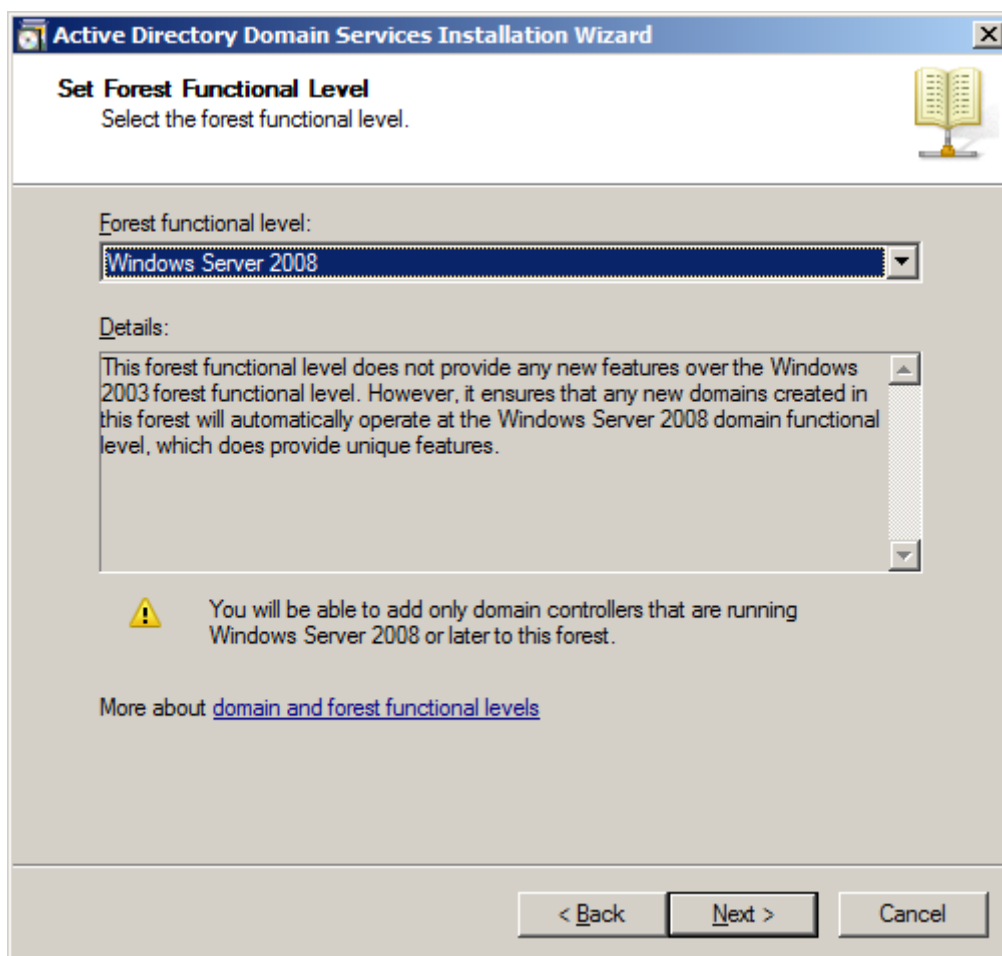 Active Directory Domain Services Installation Wizard
Set Forest Functional Level
Select the forest functional level.
Forest functional level:
Windows Server 2008
Details:
This forest functional level does not provide any new features over the Windows
2003 forest functional level. However, it ensures that any new domains created in
this forest will automatically operate at the Windows Server 2008 domain functional
level, which does provide unique features.
You will be able to add only domain controllers that are running
Windows Server 2008 or later to this forest.
More about domain and forest functional levels
< Back Next > Cancel